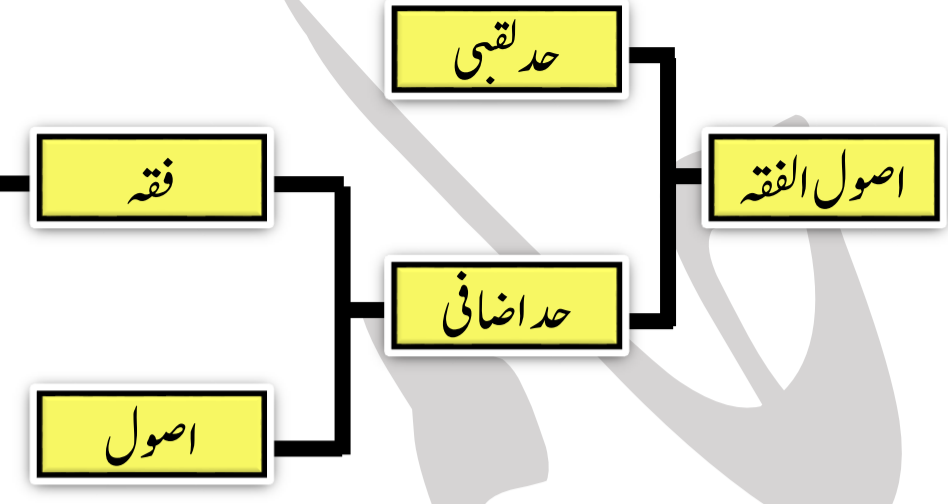 حد لقبی
اصول الفقہ
فقہ
حد اضافی
اصول